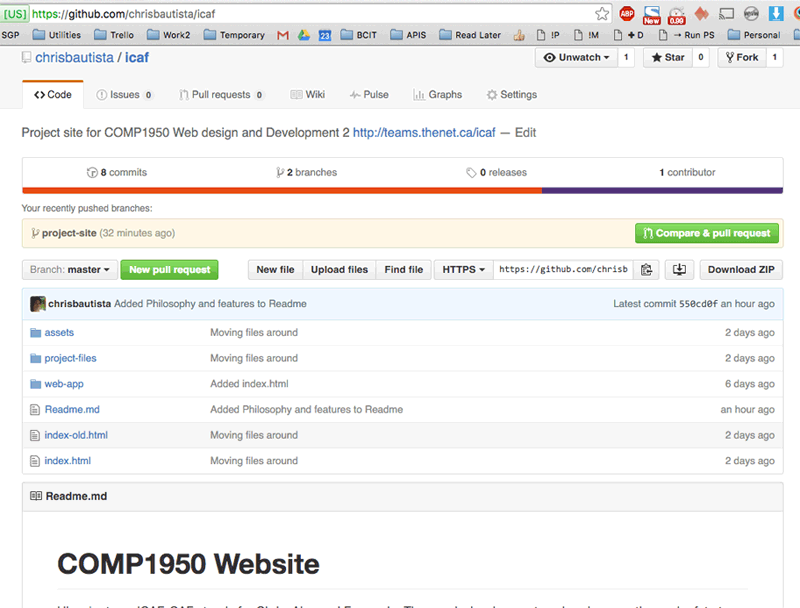 [US] https://github.com/chrisbautista/icaf
SGP Utilities Trello Work2 Temporary 23 BCIT APIS Read Later !P !M + D → Run PS Personal
chrisbautista / icaf Unwatch 1 Star 0 Fork 1
Code Issues 0 Pull requests 0 Wiki Pulse Graphs Settings
Project site for COMP1950 Web design and Development 2 http://teams.thenet.ca/icaf — Edit
8 commits 2 branches 0 releases 1 contributor
Your recently pushed branches:
project-site (32 minutes ago) Compare & pull request
Branch: master New pull request New file Upload files Find file HTTPS https://github.com/chrisb Download ZIP
chrisbautista Added Philosophy and features to Readme Latest commit 550cd0f an hour ago
assets Moving files around 2 days ago
project-files Moving files around 2 days ago
web-app Added index.html 6 days ago
Readme.md Added Philosophy and features to Readme an hour ago
index-old.html Moving files around 2 days ago
index.html Moving files around 2 days ago
Readme.md
COMP1950 Website